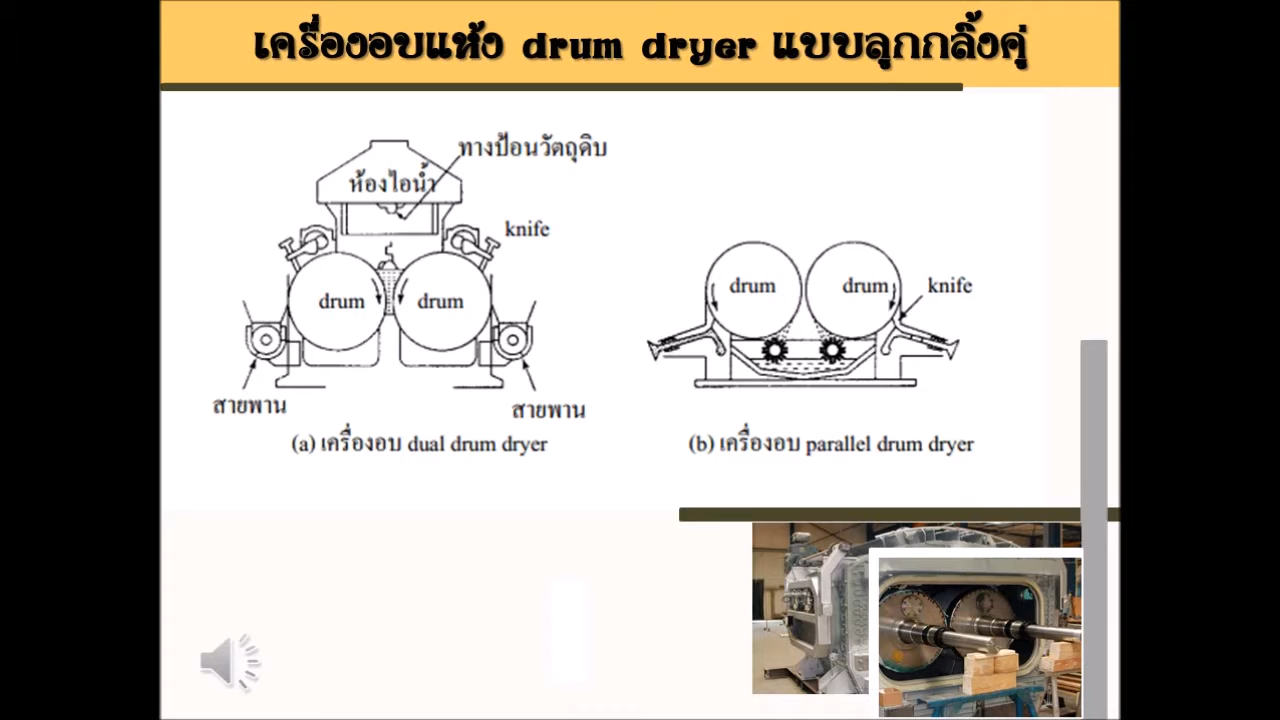 เครื่องอบแห้ง drum dryer แบบลูกกลิ้งคู่
ทางป้อนวัตถุดิบ
ห้องไอน้ำ
knife
drum
drum
สายพาน
สายพาน
(a) เครื่องอบ dual drum dryer
drum
drum
knife
(b) เครื่องอบ parallel drum dryer